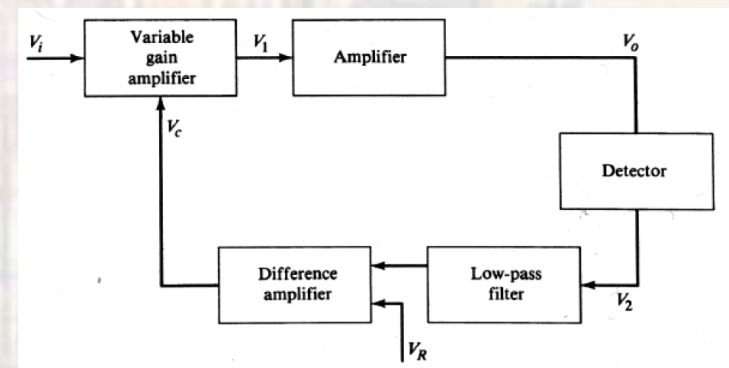 V_i
Variable
gain
amplifier
V_1
Amplifier
V_o
V_c
Detector
Difference
amplifier
Low-pass
filter
V_2
V_R